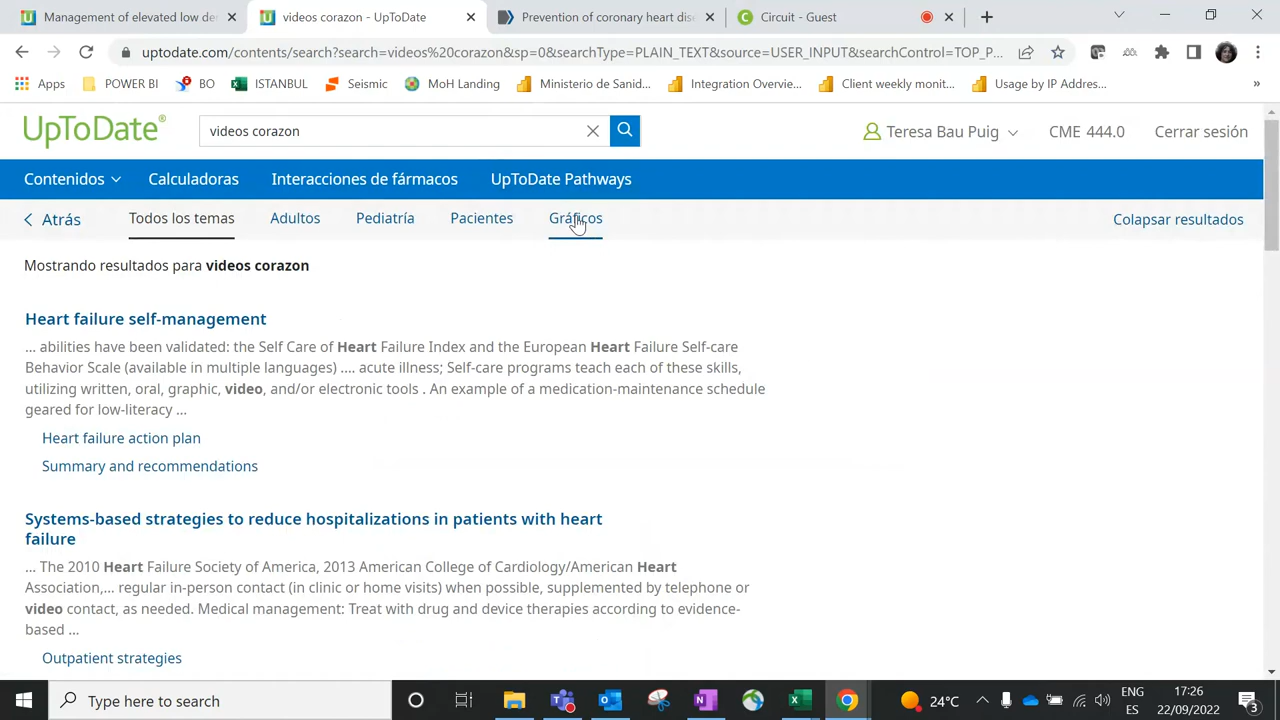 Management of elevated low de
videos corazon - UpToDate
Prevention of coronary heart dise
Circuit - Guest
uptodate.com/contents/search?search=videos%20corazon&sp=0&searchType=PLAIN_TEXT&source=USER_INPUT&searchControl=TOP_P...
Apps
POWER BI
BO
ISTANBUL
Seismic
MoH Landing
Ministerio de Sanid...
Integration Overvie...
Client weekly monit...
Usage by IP Addres...
UpToDate®
videos corazon
Teresa Bau Puig
CME 444.0
Cerrar sesión
Contenidos
Calculadoras
Interacciones de fármacos
UpToDate Pathways
Atrás
Todos los temas
Adultos
Pediatría
Pacientes
Gráficos
Colapsar resultados
Mostrando resultados para videos corazon
Heart failure self-management
... abilities have been validated: the Self Care of Heart Failure Index and the European Heart Failure Self-care
Behavior Scale (available in multiple languages) .... acute illness; Self-care programs teach each of these skills,
utilizing written, oral, graphic, video, and/or electronic tools . An example of a medication-maintenance schedule
geared for low-literacy ...
Heart failure action plan
Summary and recommendations
Systems-based strategies to reduce hospitalizations in patients with heart
failure
... The 2010 Heart Failure Society of America, 2013 American College of Cardiology/American Heart
Association,... regular in-person contact (in clinic or home visits) when possible, supplemented by telephone or
video contact, as needed. Medical management: Treat with drug and device therapies according to evidence-
based ...
Outpatient strategies
Type here to search
24°C
ENG
ES
17:26
22/09/2022
3